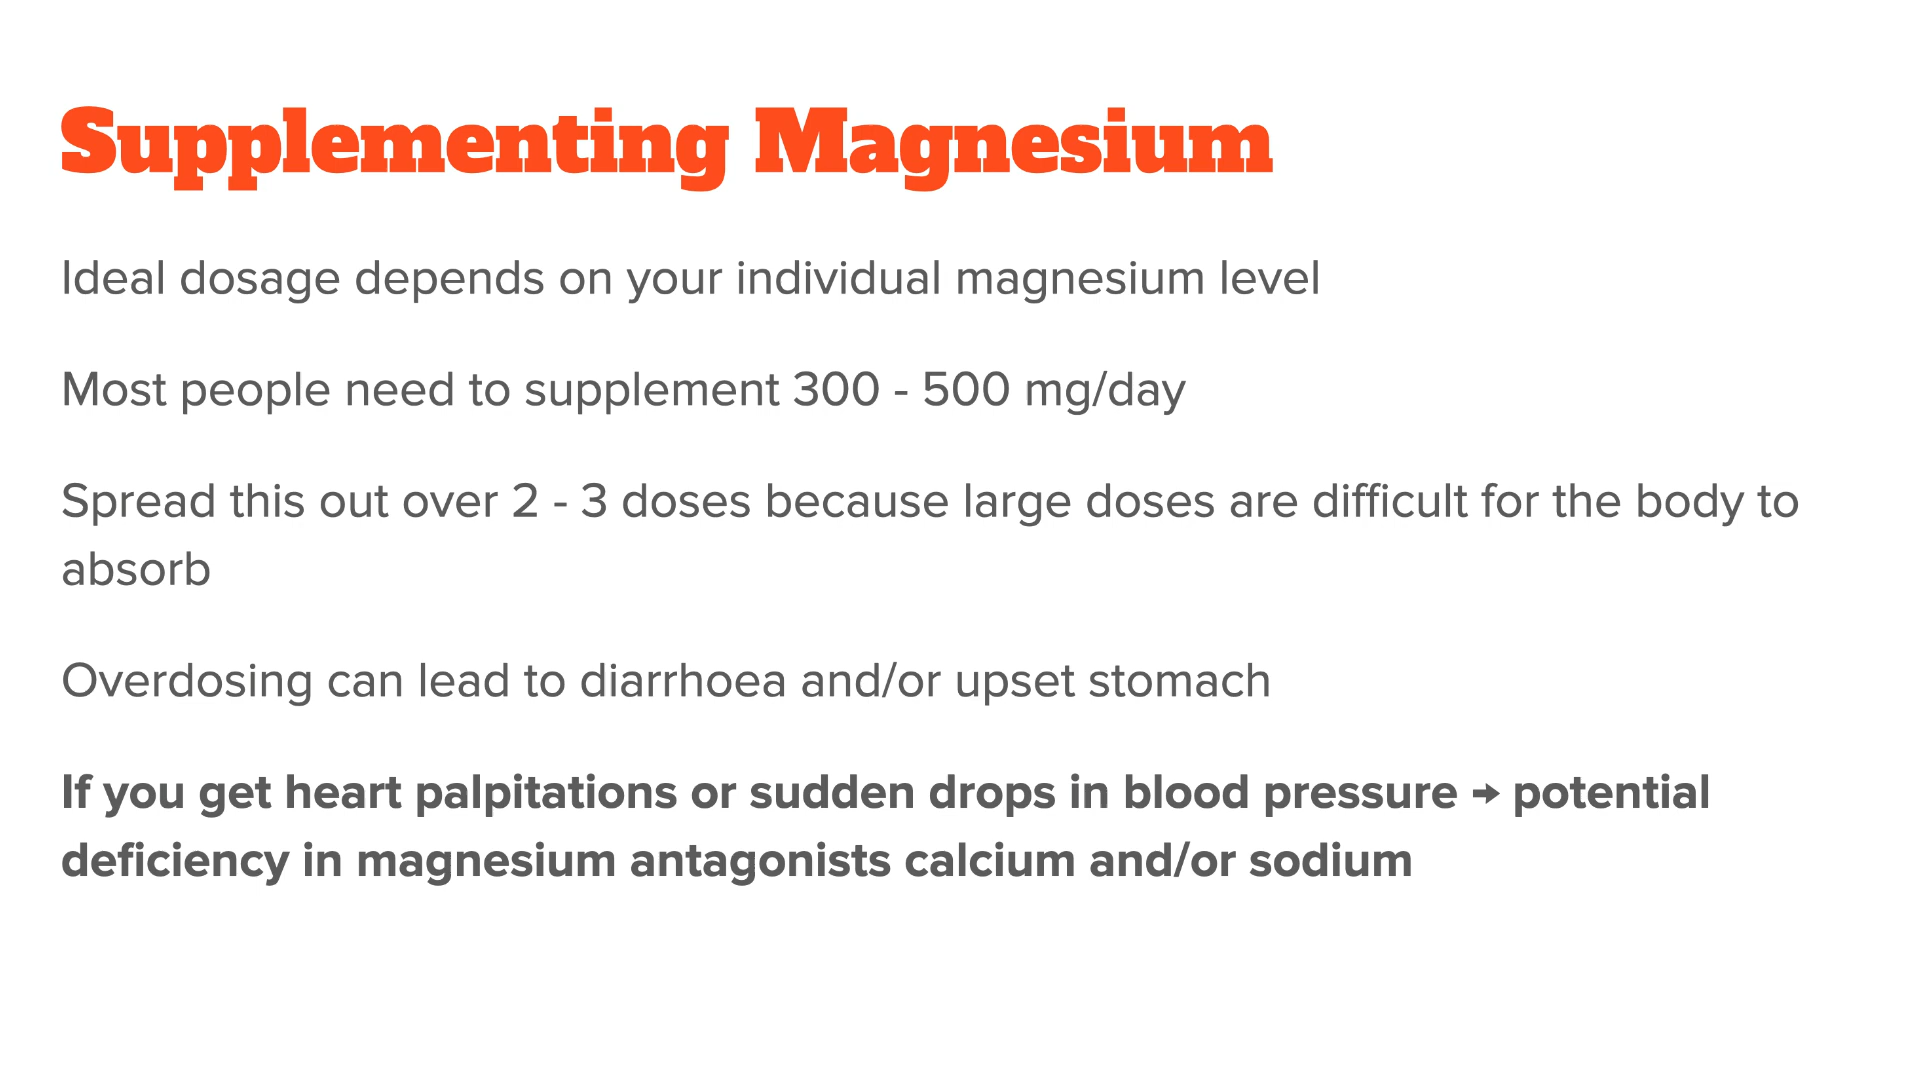 Supplementing Magnesium
Ideal dosage depends on your individual magnesium level
Most people need to supplement 300 - 500 mg/day
Spread this out over 2 - 3 doses because large doses are difficult for the body to
absorb
Overdosing can lead to diarrhoea and/or upset stomach
If you get heart palpitations or sudden drops in blood pressure → potential
deficiency in magnesium antagonists calcium and/or sodium